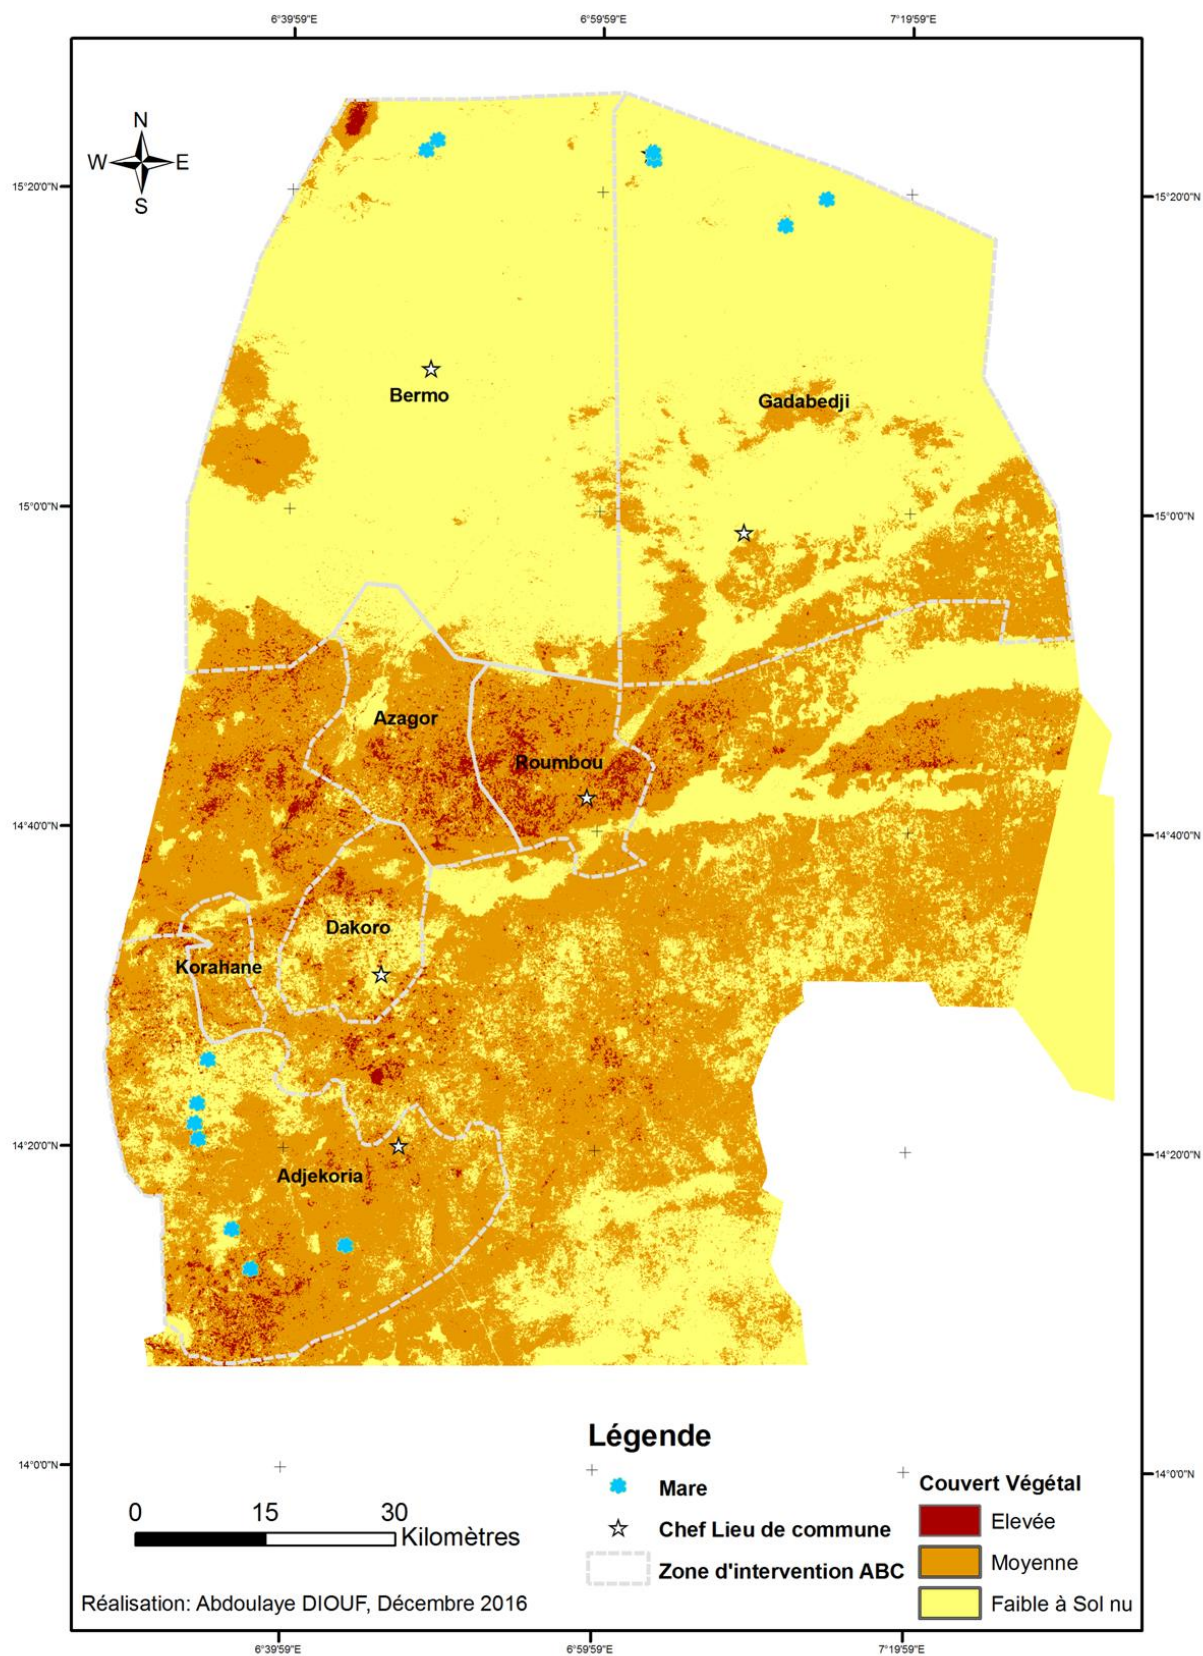 6°39'59"E 6°59'59"E 7°19'59"E
N
W E
S
15°20'0"N 15°20'0"N
Bermo
Gadabedji
15°0'0"N 15°0'0"N
Azagor
Roumbou
14°40'0"N 14°40'0"N
Dakoro
Korahane
14°20'0"N 14°20'0"N
Adjekoria
Légende
14°0'0"N 14°0'0"N
Mare
Chef Lieu de commune
Zone d'intervention ABC
Couvert Végétal
Elevée
Moyenne
Faible à Sol nu
0 15 30
Kilomètres
Réalisation: Abdoulaye DIOUF, Décembre 2016
6°39'59"E 6°59'59"E 7°19'59"E